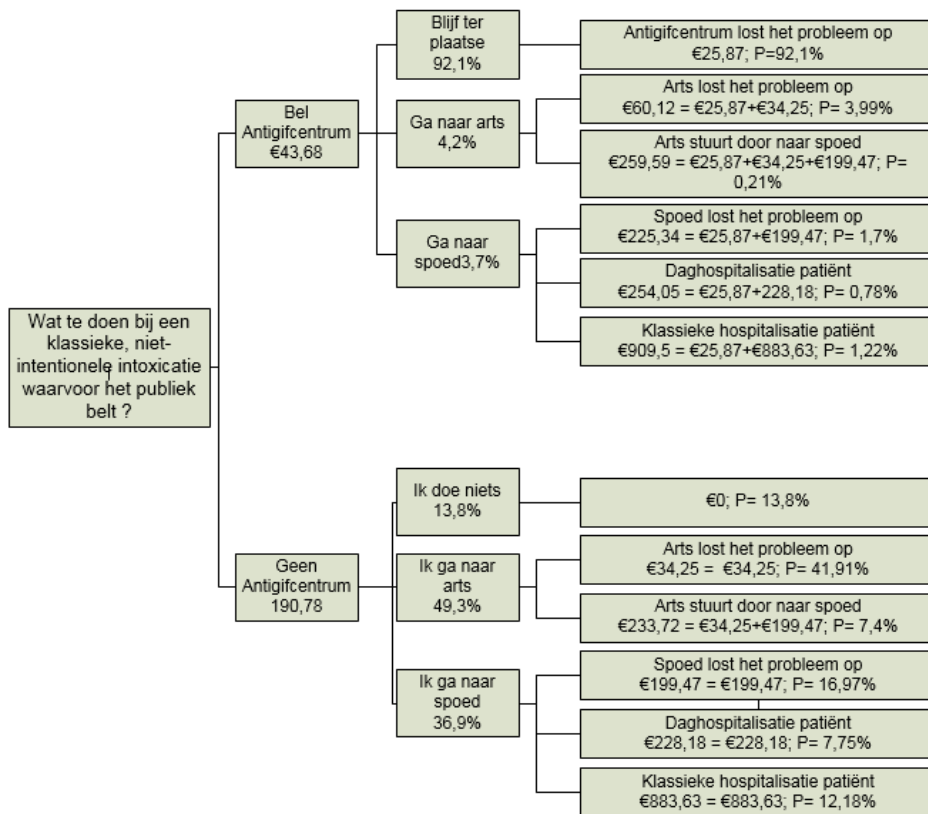 Wat te doen bij een
klassieke, niet-
intentionele intoxicatie
waarvoor het publiek
belt ?
Bel
Antigifcentrum
€43,68
Blijf ter
plaatse
92,1%
Antigifcentrum lost het probleem op
€25,87; P=92,1%
Ga naar arts
4,2%
Arts lost het probleem op
€60,12 = €25,87+€34,25; P= 3,99%
Arts stuurt door naar spoed
€259,59 = €25,87+€34,25+€199,47; P=
0,21%
Ga naar
spoed3,7%
Spoed lost het probleem op
€225,34 = €25,87+€199,47; P= 1,7%
Daghospitalisatie patiënt
€254,05 = €25,87+228,18; P= 0,78%
Klassieke hospitalisatie patiënt
€909,5 = €25,87+€883,63; P= 1,22%
Geen
Antigifcentrum
190,78
Ik doe niets
13,8%
€0; P= 13,8%
Ik ga naar
arts
49,3%
Arts lost het probleem op
€34,25 =  €34,25; P= 41,91%
Arts stuurt door naar spoed
€233,72 = €34,25+€199,47; P= 7,4%
Ik ga naar
spoed
36,9%
Spoed lost het probleem op
€199,47 = €199,47; P= 16,97%
Daghospitalisatie patiënt
€228,18 = €228,18; P= 7,75%
Klassieke hospitalisatie patiënt
€883,63 = €883,63; P= 12,18%